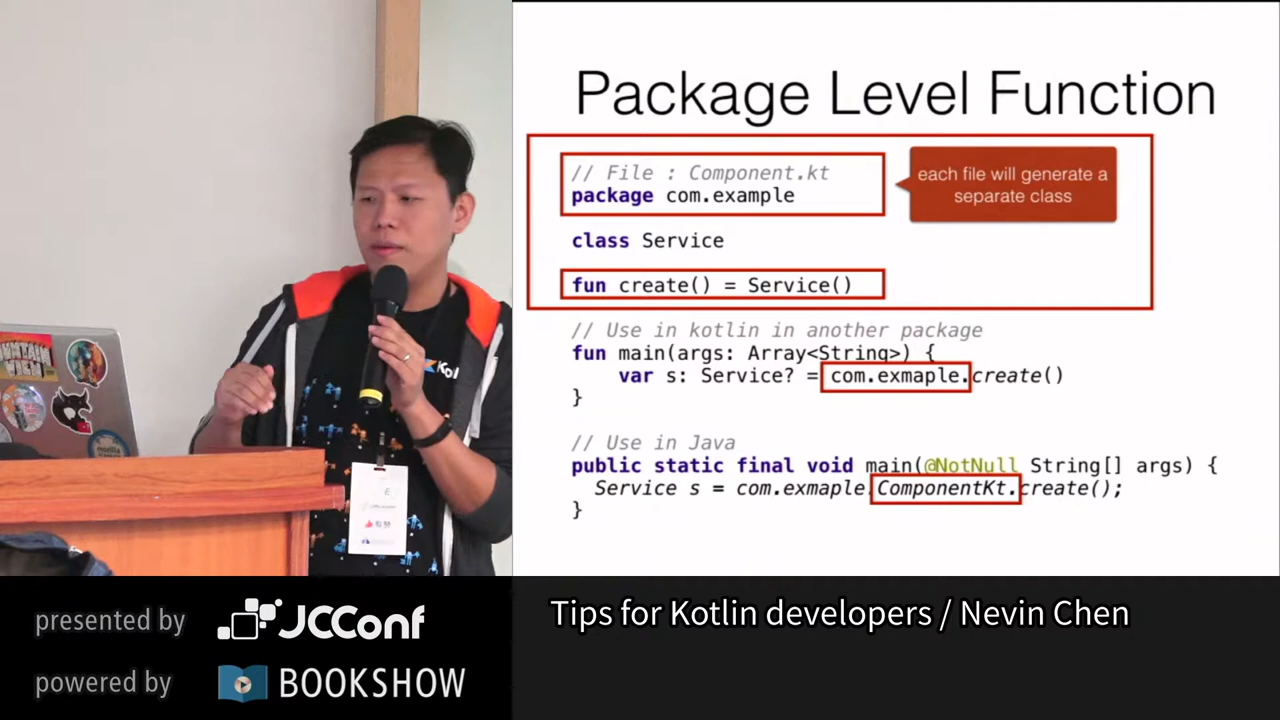 Package Level Function
// File : Component.kt
package com.example
each file will generate a
separate class
class Service
fun create() = Service()
// Use in kotlin in another package
fun main(args: Array<String>) {
var s: Service? = com.exmaple.create()
}
// Use in Java
public static final void main(@NotNull String[] args) {
Service s = com.exmaple.ComponentKt.create();
}
Kotl
E
presented by JCConf
Tips for Kotlin developers / Nevin Chen
powered by BOOKSHOW